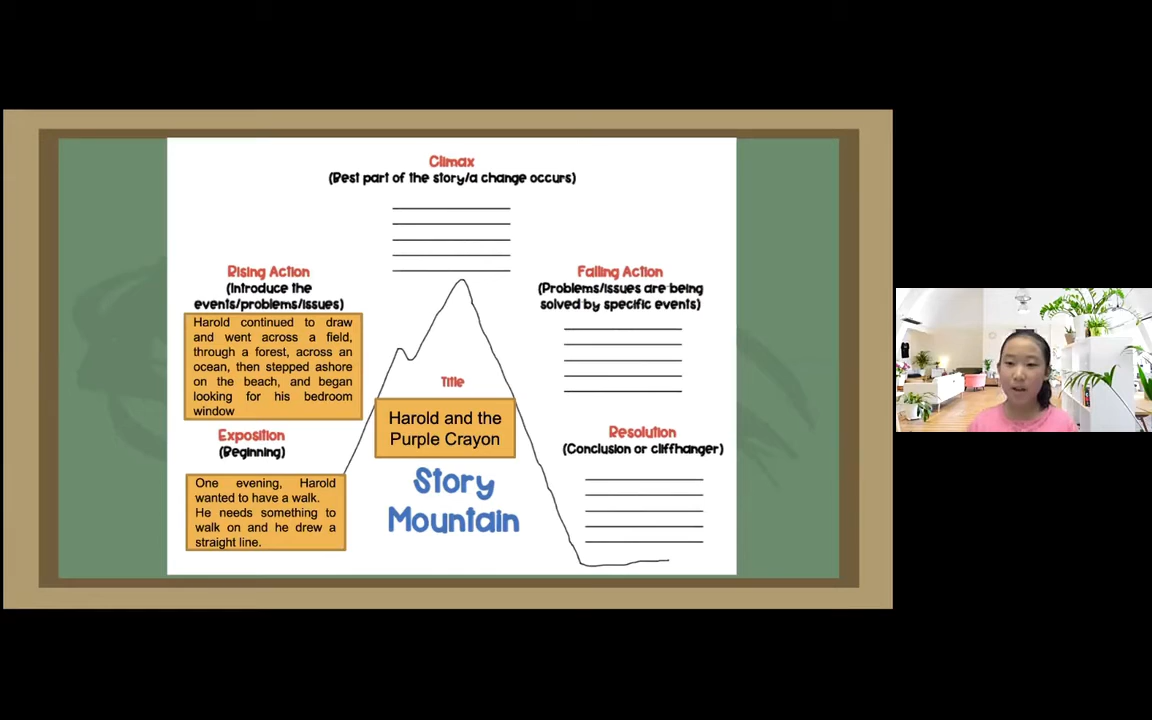 Climax
(Best part of the story/a change occurs)
Rising Action
(Introduce the
events/problems/issues)
Harold continued to draw
and went across a field,
through a forest, across an
ocean, then stepped ashore
on the beach, and began
looking for his bedroom
window
Exposition
(Beginning)
One evening, Harold
wanted to have a walk.
He needs something to
walk on and he drew a
straight line.
Title
Harold and the
Purple Crayon
Story
Mountain
Falling Action
(Problems/issues are being
solved by specific events)
Resolution
(Conclusion or cliffhanger)